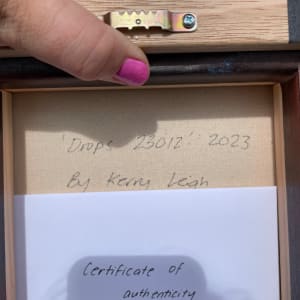 'Drops 23012' 2023
By Kerry Leigh
Certificate of
authenticity